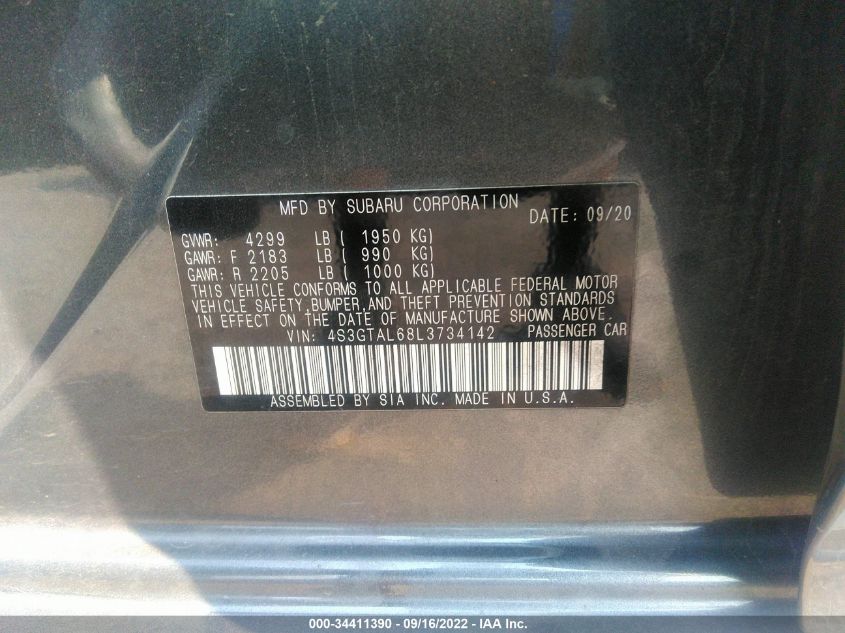 MFD BY SUBARU CORPORATION
DATE: 09/20
GVWR: 4299 LB ( 1950 KG)
GAWR: F 2183 LB ( 990 KG)
GAWR: R 2205 LB ( 1000 KG)
THIS VEHICLE CONFORMS TO ALL APPLICABLE FEDERAL MOTOR
VEHICLE SAFETY,BUMPER,AND THEFT PREVENTION STANDARDS
IN EFFECT ON THE DATE OF MANUFACTURE SHOWN ABOVE.
VIN: 4S3GTAL68L3734142 PASSENGER CAR
ASSEMBLED BY SIA INC. MADE IN U.S.A.
000-34411390 - 09/16/2022 - IAA Inc.